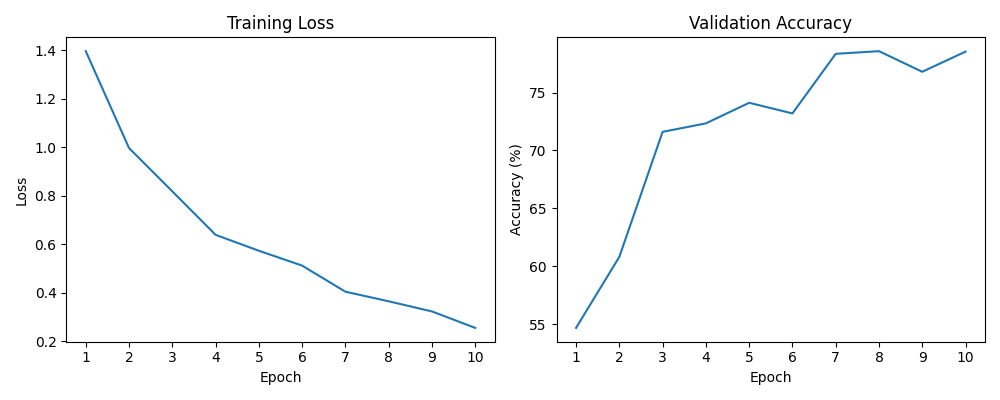 Training Loss
Loss
1.4
1.2
1.0
0.8
0.6
0.4
0.2
1 2 3 4 5 6 7 8 9 10
Epoch
Validation Accuracy
Accuracy (%)
75
70
65
60
55
1 2 3 4 5 6 7 8 9 10
Epoch